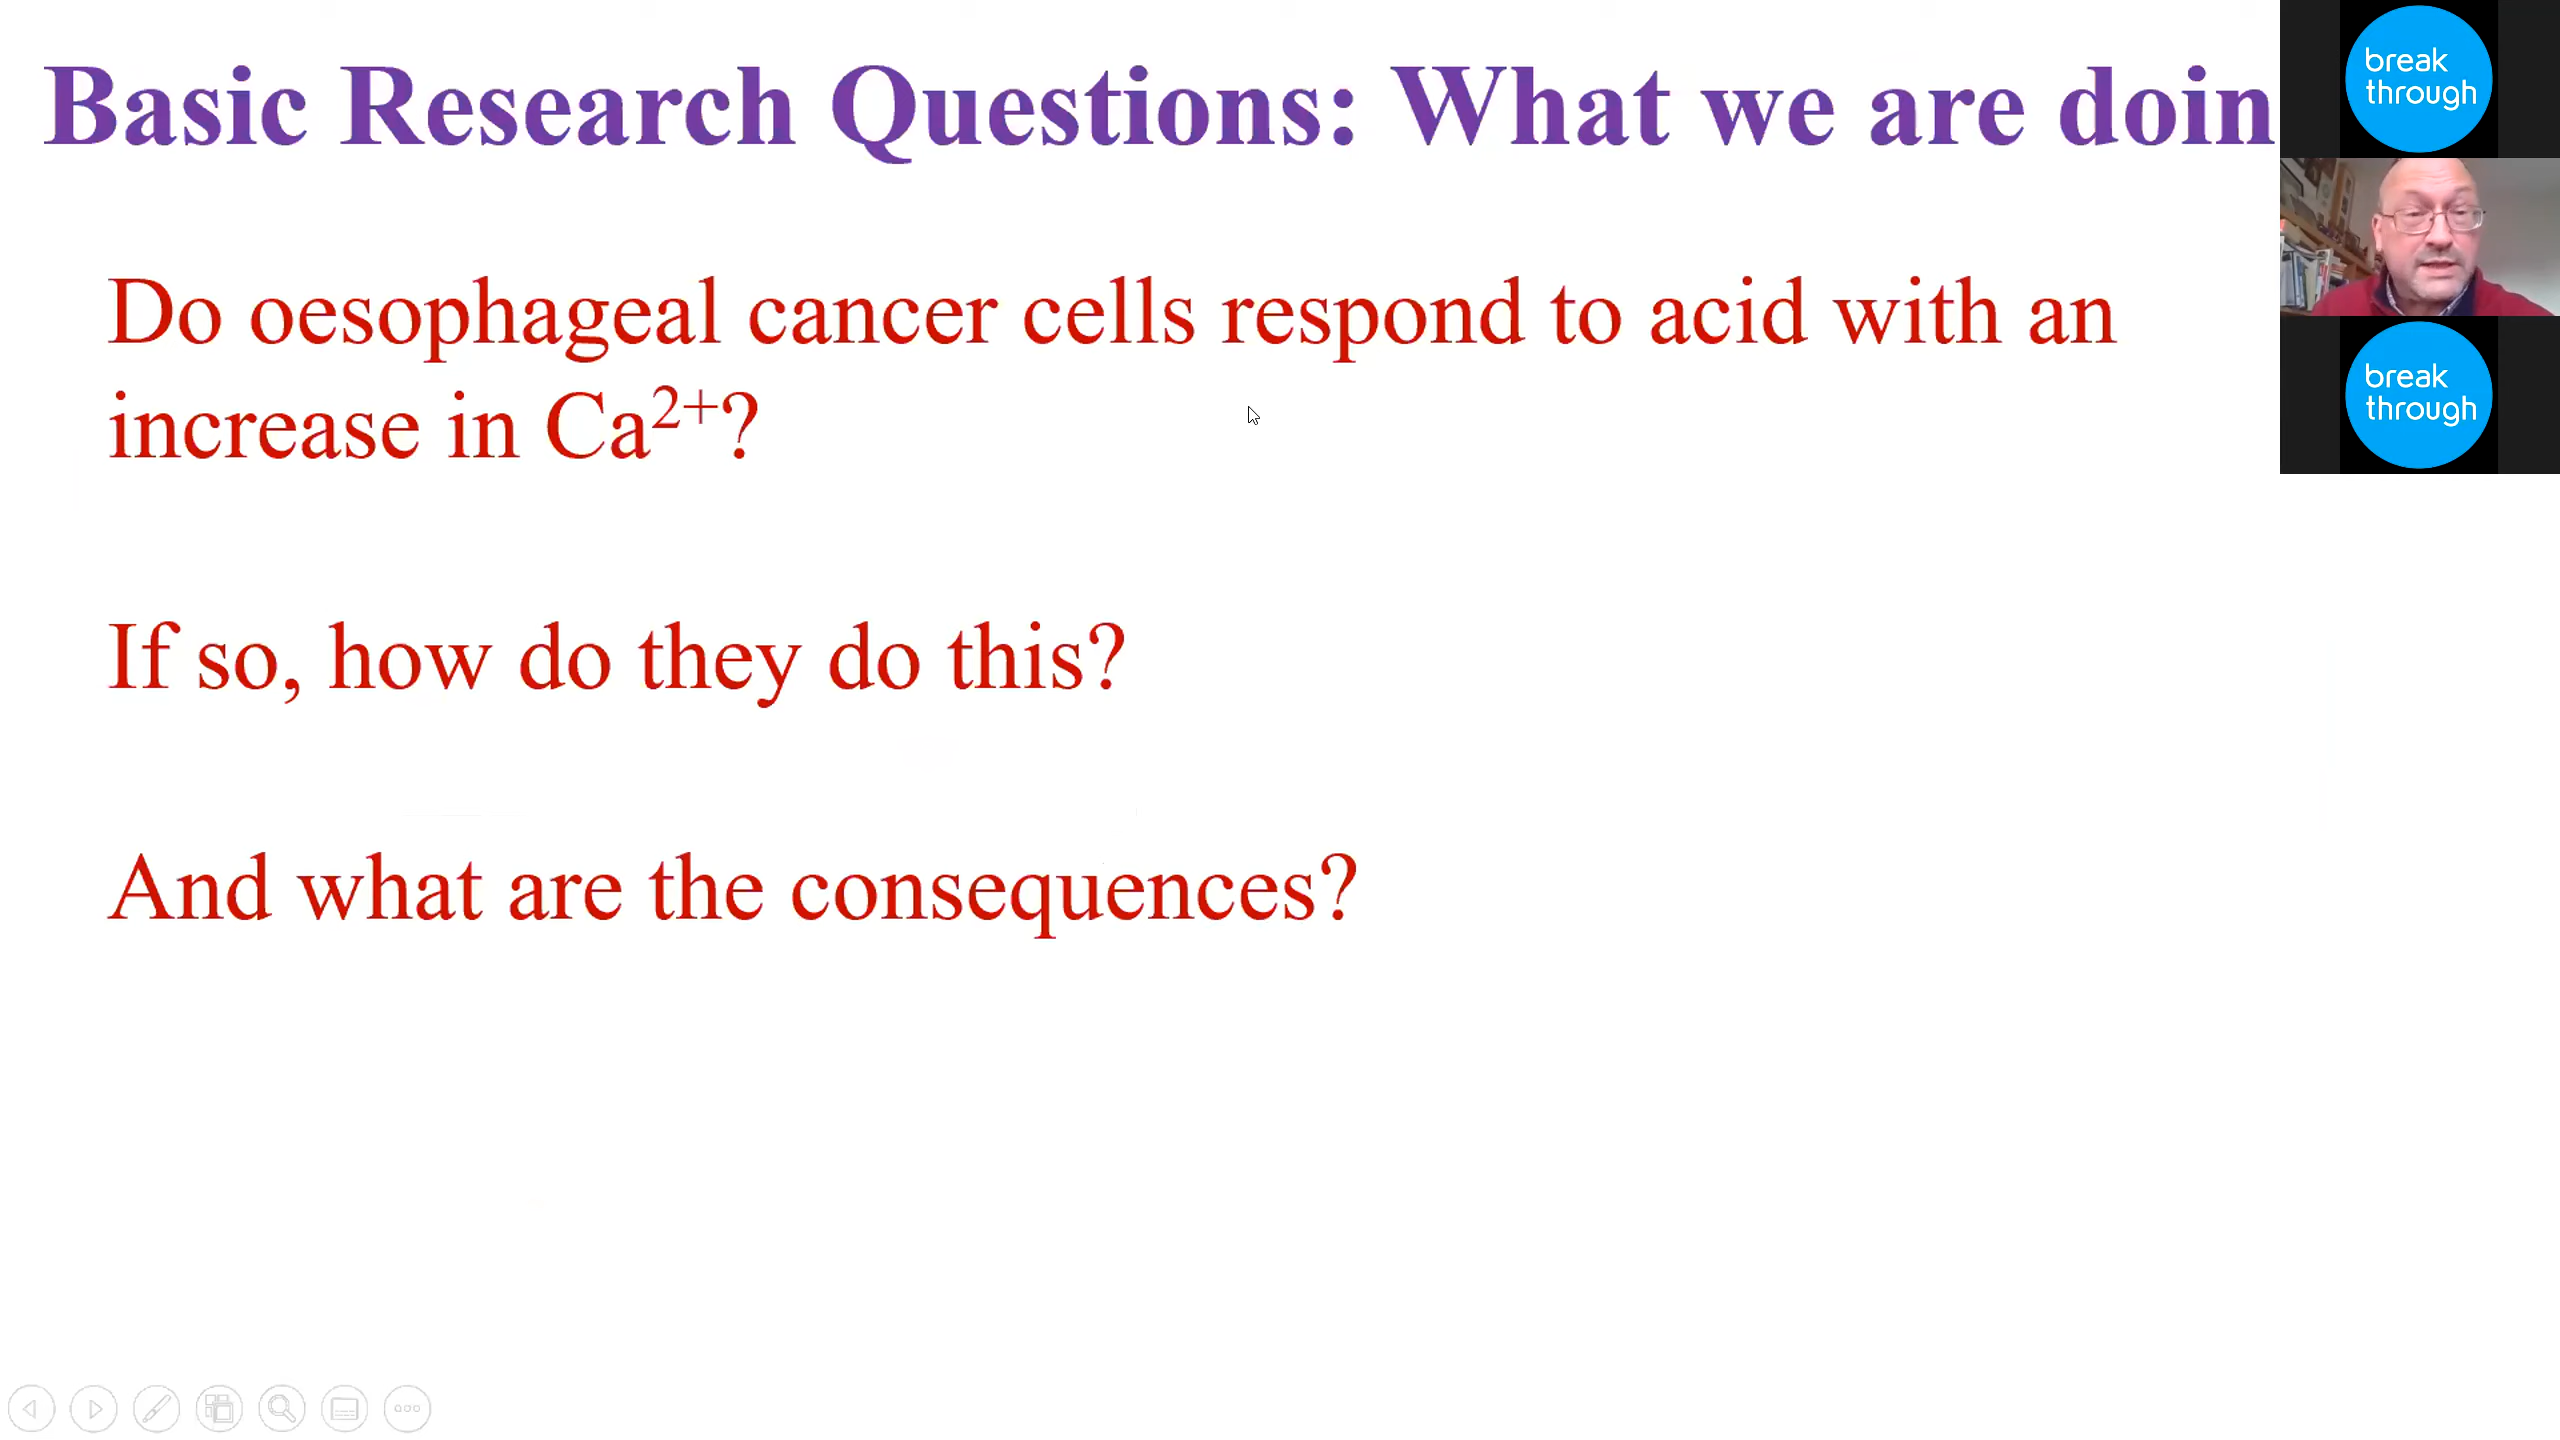 Basic Research Questions: What we are doin
Do oesophageal cancer cells respond to acid with an
increase in Ca²⁺?
If so, how do they do this?
And what are the consequences?
break
through
break
through